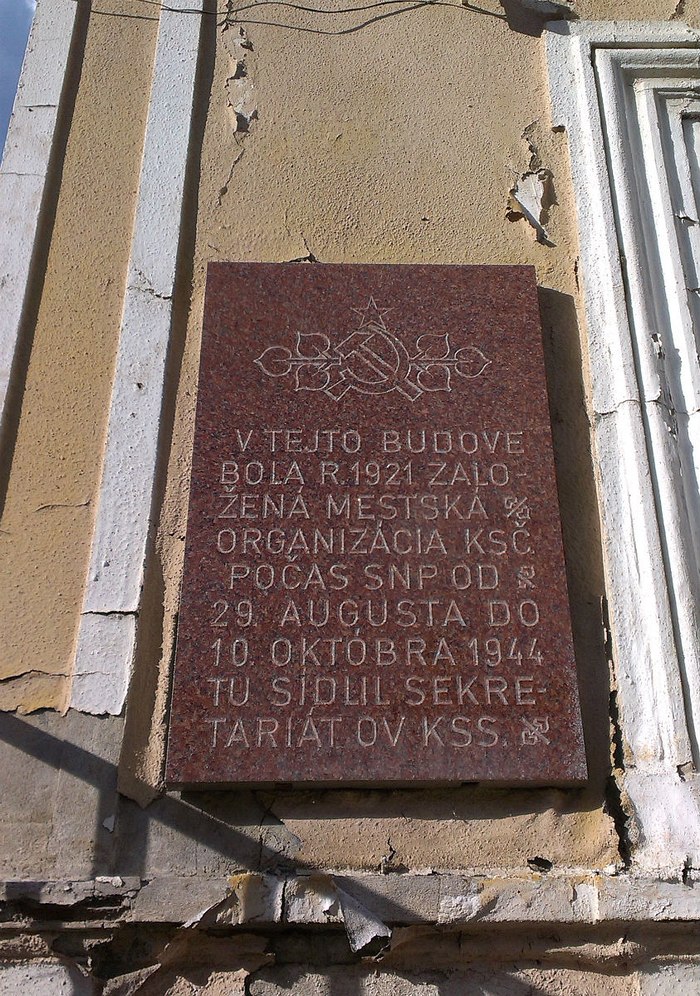 V TEJTO BUDOVE
BOLA R. 1921 ZALO-
ŽENÁ MESTSKÁ
ORGANIZÁCIA KSČ.
POČAS SNP OD
29. AUGUSTA DO
10. OKTÓBRA 1944
TU SÍDLIL SEKRE-
TARIÁT OV KSS.